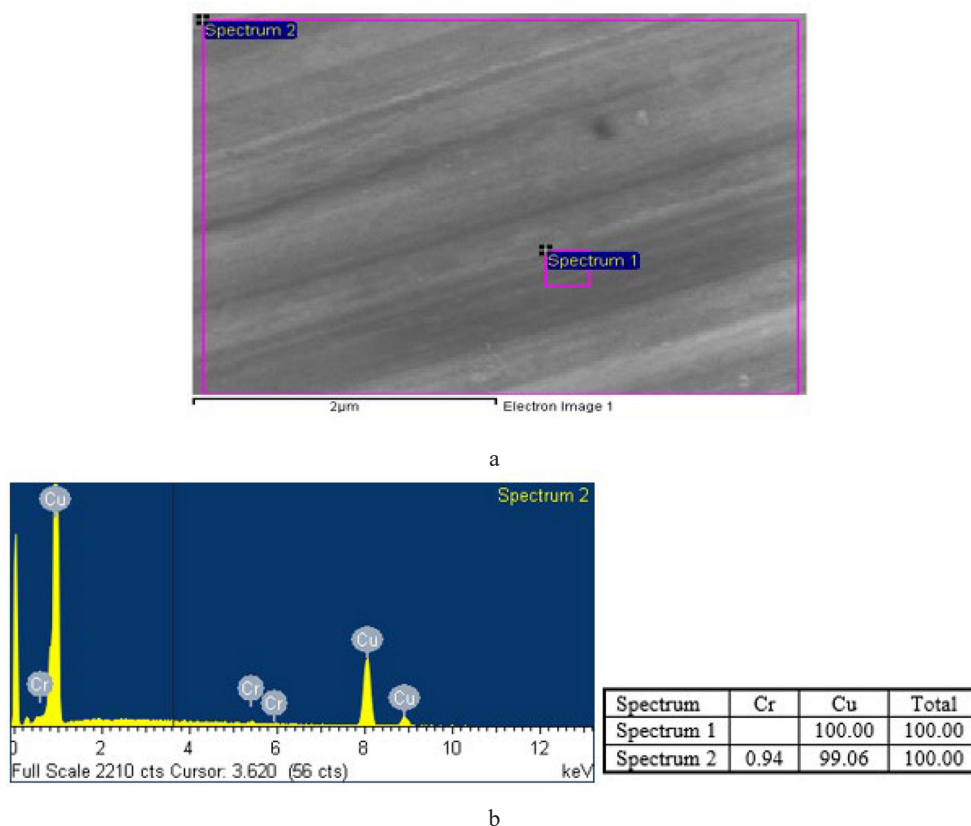 Spectrum 2
Spectrum 1
2µm Electron Image 1
a
Spectrum 2
Cu
Cr
Cr
Cr
Cu
Cu
0 2 4 6 8 10 12
Full Scale 2210 cts Cursor: 3.620 (56 cts) keV
Spectrum Cr Cu Total
Spectrum 1 100.00 100.00
Spectrum 2 0.94 99.06 100.00
b